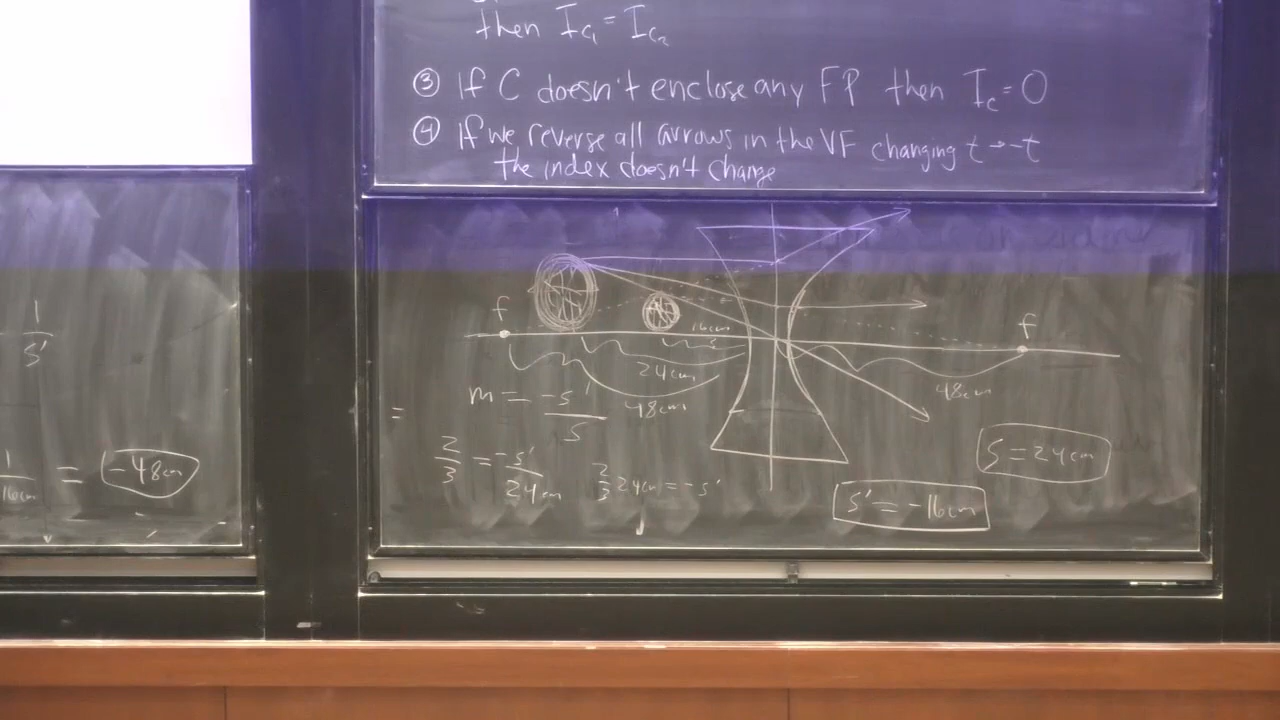 then I_C₁ = I_C₂
③ If C doesn't enclose any FP then I_C = 0
④ If we reverse all arrows in the VF changing t → -t
the index doesn't change
1/s'
1/16cm = -48cm
f
f
16cm
24cm
48cm
48cm
=
m = -s'/s
2/3 = -s'/24cm
2/3 24cm = -s'
s = 24cm
s' = -16cm